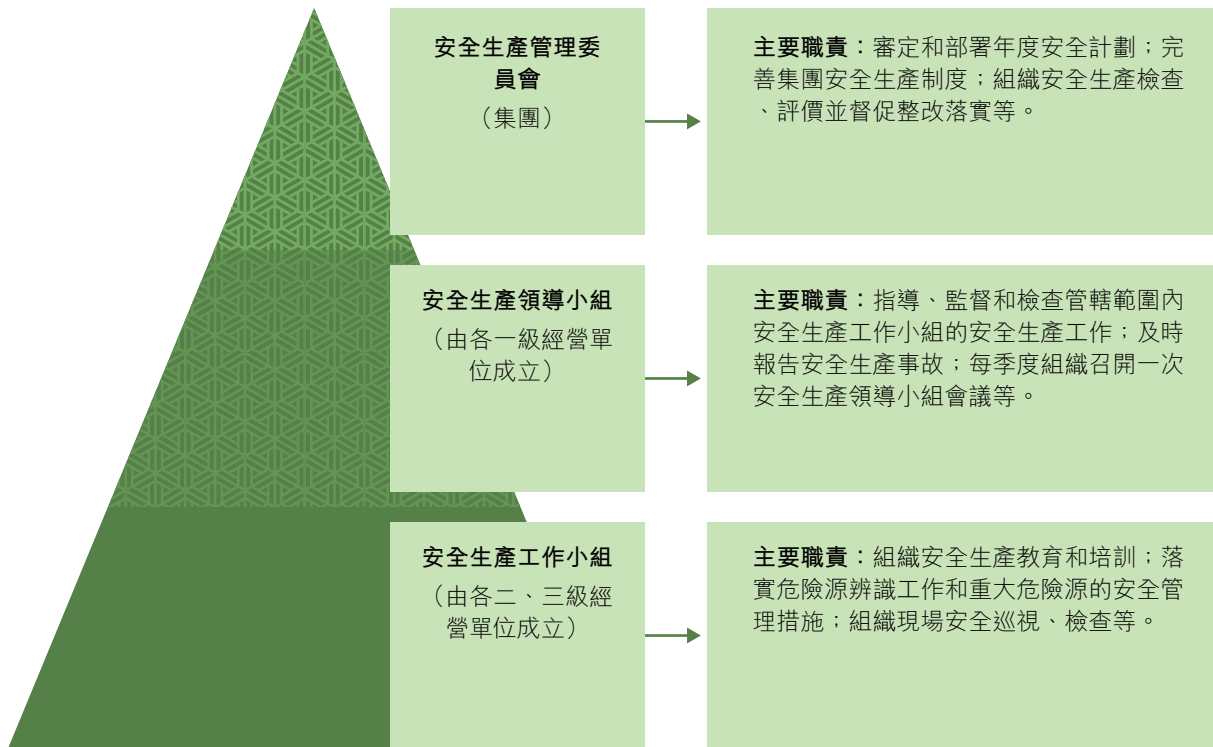 安全生產管理委
員會
（集團）
主要職責：審定和部署年度安全計劃；完
善集團安全生產制度；組織安全生產檢查
、評價並督促整改落實等。
安全生產領導小組
（由各一級經營單
位成立）
主要職責：指導、監督和檢查管轄範圍內
安全生產工作小組的安全生產工作；及時
報告安全生產事故；每季度組織召開一次
安全生產領導小組會議等。
安全生產工作小組
（由各二、三級經
營單位成立）
主要職責：組織安全生產教育和培訓；落
實危險源辨識工作和重大危險源的安全管
理措施；組織現場安全巡視、檢查等。